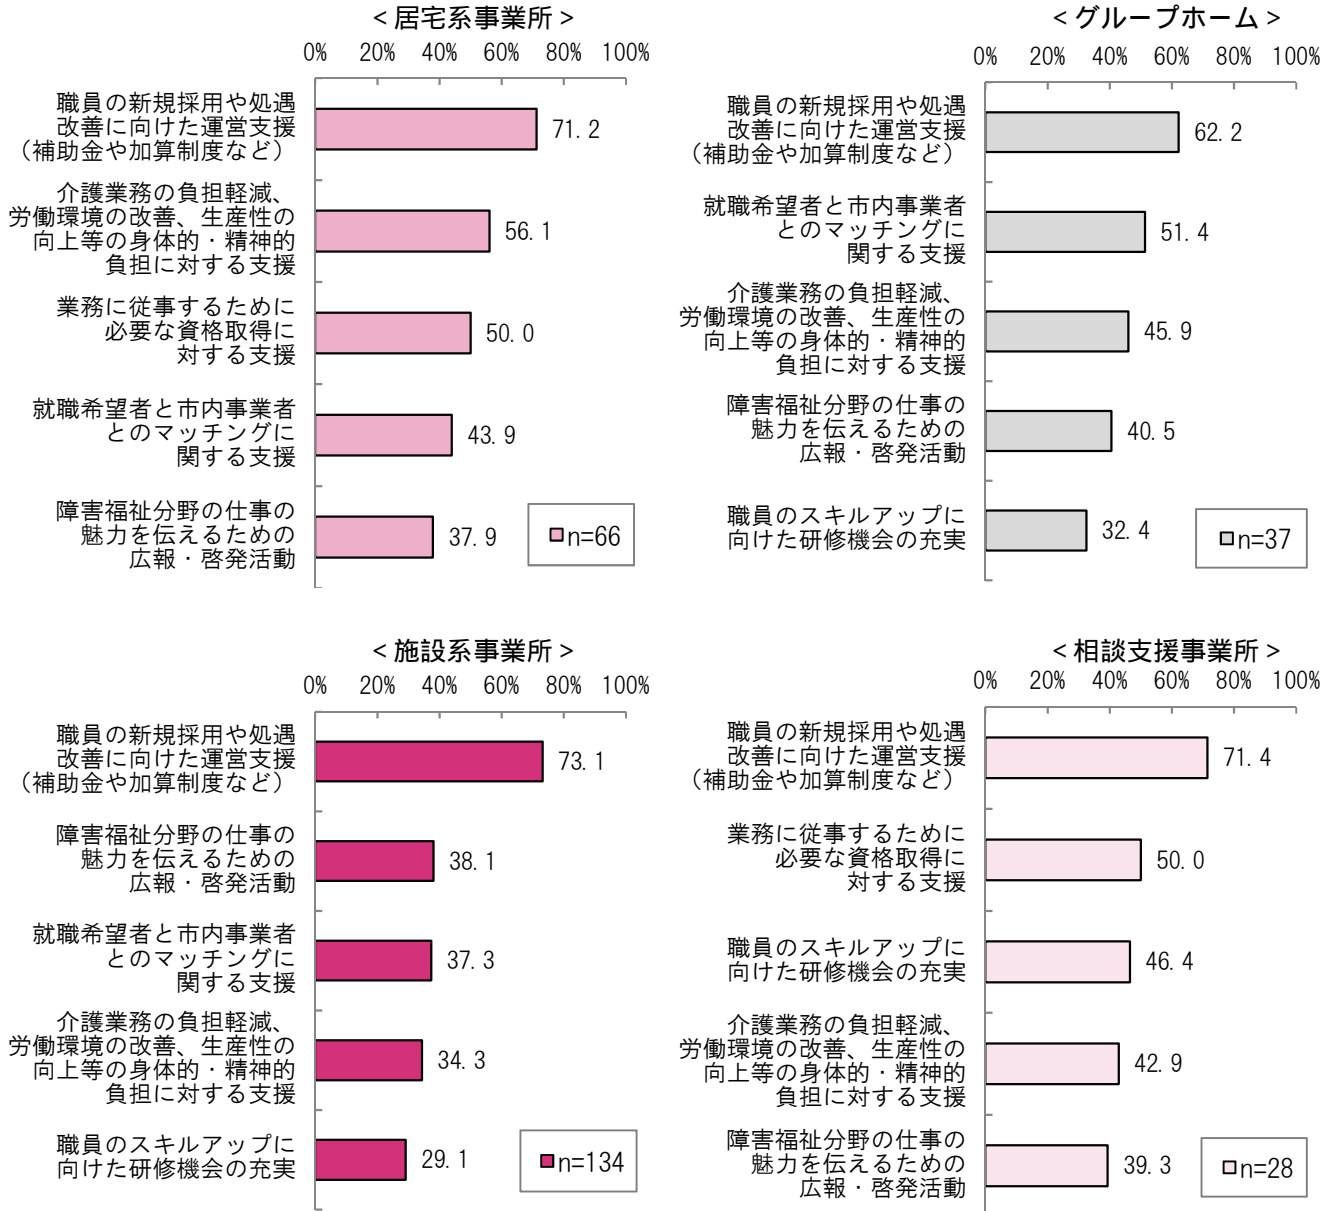 ＜居宅系事業所＞
0% 20% 40% 60% 80% 100%
職員の新規採用や処遇
改善に向けた運営支援
（補助金や加算制度など）
71.2
介護業務の負担軽減、
労働環境の改善、生産性の
向上等の身体的・精神的
負担に対する支援
56.1
業務に従事するために
必要な資格取得に
対する支援
50.0
就職希望者と市内事業者
とのマッチングに
関する支援
43.9
障害福祉分野の仕事の
魅力を伝えるための
広報・啓発活動
37.9
n=66
＜グループホーム＞
0% 20% 40% 60% 80% 100%
職員の新規採用や処遇
改善に向けた運営支援
（補助金や加算制度など）
62.2
就職希望者と市内事業者
とのマッチングに
関する支援
51.4
介護業務の負担軽減、
労働環境の改善、生産性の
向上等の身体的・精神的
負担に対する支援
45.9
障害福祉分野の仕事の
魅力を伝えるための
広報・啓発活動
40.5
職員のスキルアップに
向けた研修機会の充実
32.4
n=37
＜施設系事業所＞
0% 20% 40% 60% 80% 100%
職員の新規採用や処遇
改善に向けた運営支援
（補助金や加算制度など）
73.1
障害福祉分野の仕事の
魅力を伝えるための
広報・啓発活動
38.1
就職希望者と市内事業者
とのマッチングに
関する支援
37.3
介護業務の負担軽減、
労働環境の改善、生産性の
向上等の身体的・精神的
負担に対する支援
34.3
職員のスキルアップに
向けた研修機会の充実
29.1
n=134
＜相談支援事業所＞
0% 20% 40% 60% 80% 100%
職員の新規採用や処遇
改善に向けた運営支援
（補助金や加算制度など）
71.4
業務に従事するために
必要な資格取得に
対する支援
50.0
職員のスキルアップに
向けた研修機会の充実
46.4
介護業務の負担軽減、
労働環境の改善、生産性の
向上等の身体的・精神的
負担に対する支援
42.9
障害福祉分野の仕事の
魅力を伝えるための
広報・啓発活動
39.3
n=28